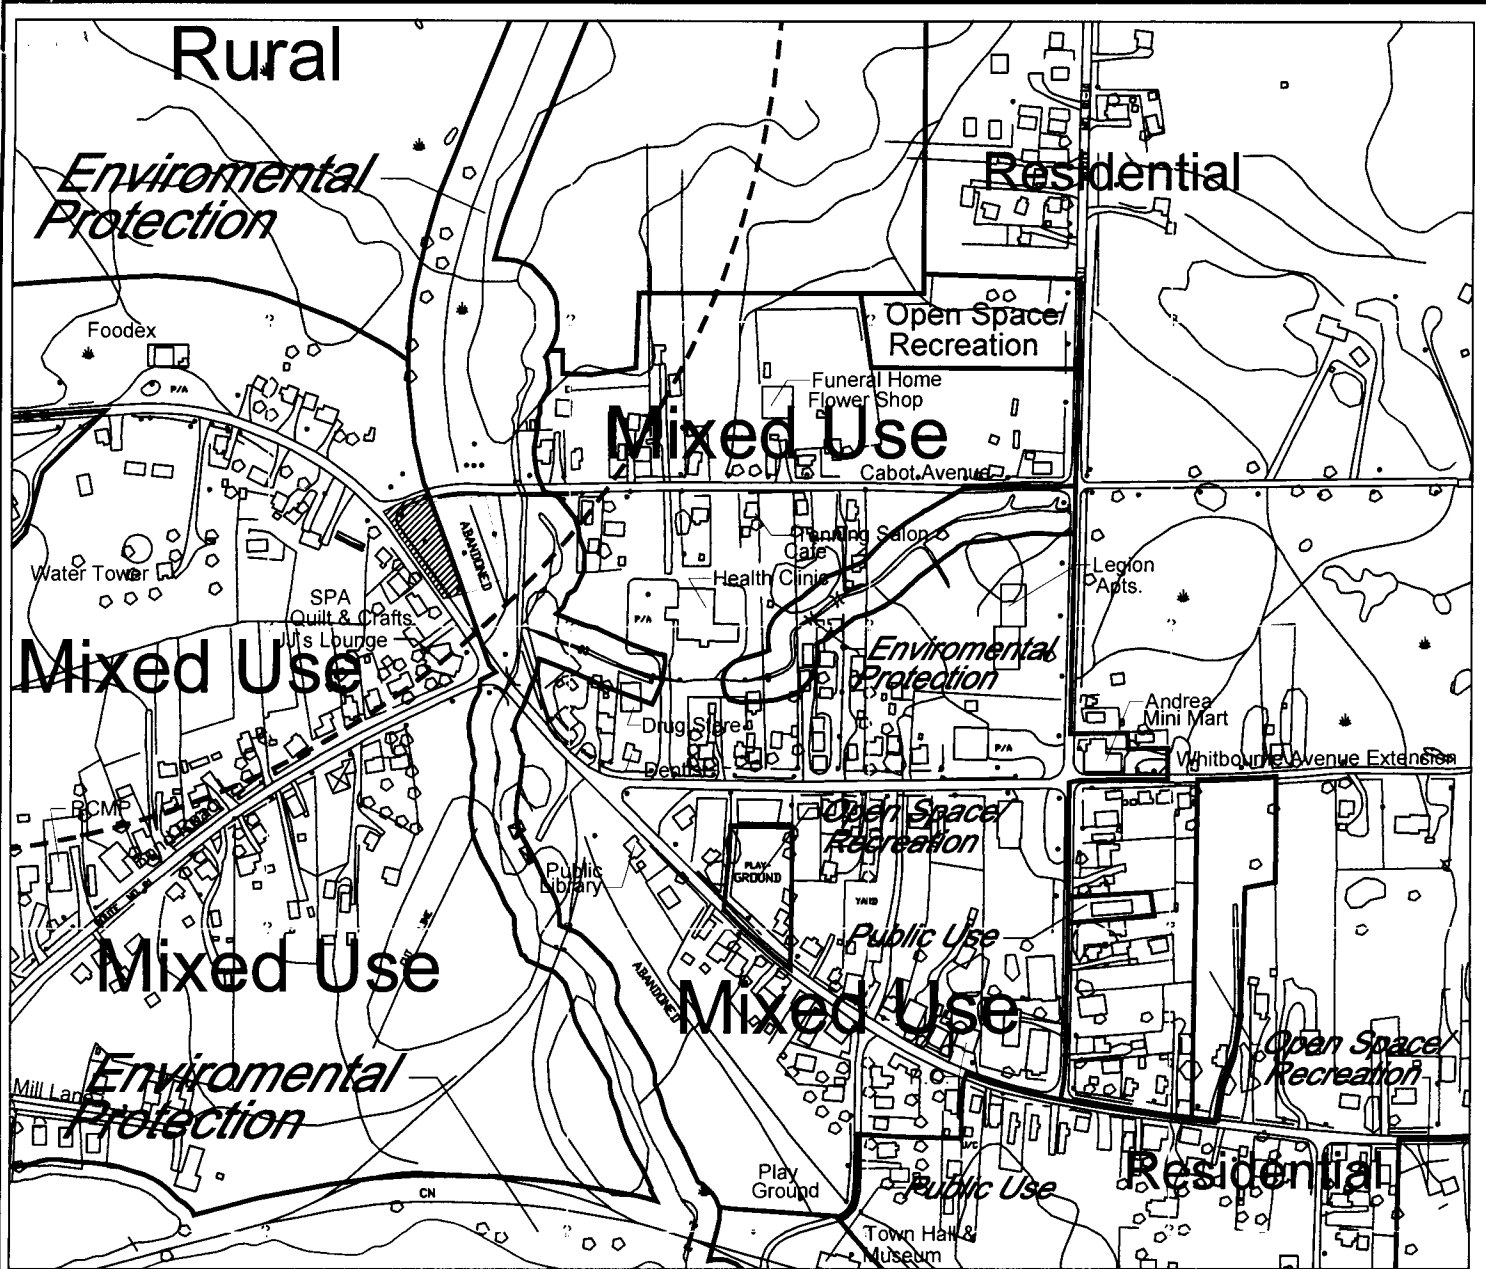 Rural
Enviromental
Protection
Residential
Foodex
P/A
Open Space/
Recreation
Funeral Home
Flower Shop
Mixed Use
Cabot Avenue
ABANDONED
Tanning Salon
Cafe
Water Tower
Health Clinic
Legion
Apts.
SPA
Quilt & Crafts
JJ's Lounge
P/A
Mixed Use
Enviromental
Protection
Andrea
Mini Mart
Drug Store
P/A
Dentist
Whitbourne Avenue Extension
RCMP
Open Space/
Recreation
PLAY-
GROUND
Public
Library
YARD
Public Use
Mixed Use
ABANDONED
Mixed Use
Open Space/
Recreation
Enviromental
Protection
Mill Lane
Residential
Play
Ground
Public Use
CN
Town Hall &
Museum